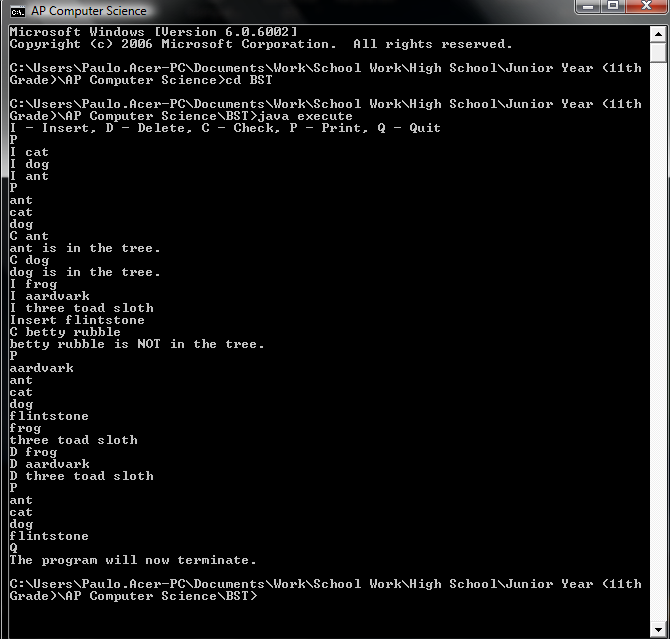 AP Computer Science
Microsoft Windows [Version 6.0.6002]
Copyright (c) 2006 Microsoft Corporation.  All rights reserved.
C:\Users\Paulo.Acer-PC\Documents\Work\School Work\High School\Junior Year (11th
Grade)\AP Computer Science>cd BST
C:\Users\Paulo.Acer-PC\Documents\Work\School Work\High School\Junior Year (11th
Grade)\AP Computer Science\BST>java execute
I - Insert, D - Delete, C - Check, P - Print, Q - Quit
P
I cat
I dog
I ant
P
ant
cat
dog
C ant
ant is in the tree.
C dog
dog is in the tree.
I frog
I aardvark
I three toad sloth
Insert flintstone
C betty rubble
betty rubble is NOT in the tree.
P
aardvark
ant
cat
dog
flintstone
frog
three toad sloth
D frog
D aardvark
D three toad sloth
P
ant
cat
dog
flintstone
Q
The program will now terminate.
C:\Users\Paulo.Acer-PC\Documents\Work\School Work\High School\Junior Year (11th
Grade)\AP Computer Science\BST>